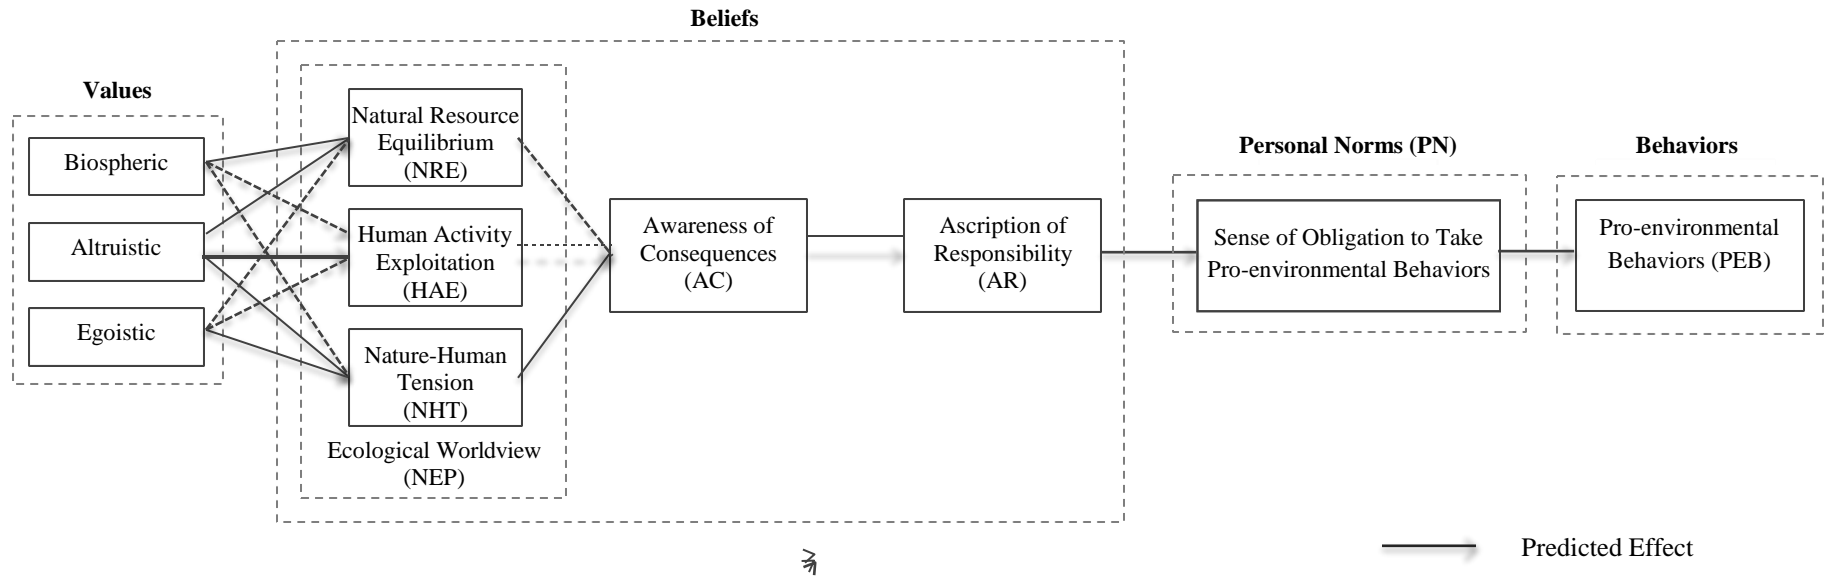 Beliefs
Values
Biospheric
Altruistic
Egoistic
Natural Resource
Equilibrium
(NRE)
Human Activity
Exploitation
(HAE)
Nature-Human
Tension
(NHT)
Ecological Worldview
(NEP)
Awareness of
Consequences
(AC)
Ascription of
Responsibility
(AR)
Personal Norms (PN)
Sense of Obligation to Take
Pro-environmental Behaviors
Behaviors
Pro-environmental
Behaviors (PEB)
Predicted Effect